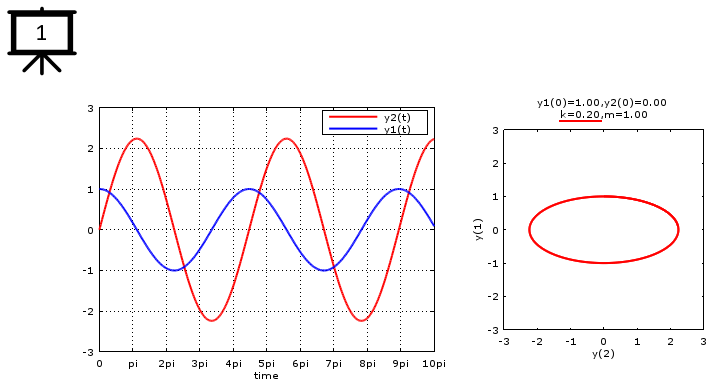 1
y1(0)=1.00,y2(0)=0.00
k=0.20,m=1.00
y2(t)
y1(t)
3
2
1
0
-1
-2
-3
0 pi 2pi 3pi 4pi 5pi 6pi 7pi 8pi 9pi 10pi
time
3
2
1
0
-1
-2
-3
y(1)
-3 -2 -1 0 1 2 3
y(2)